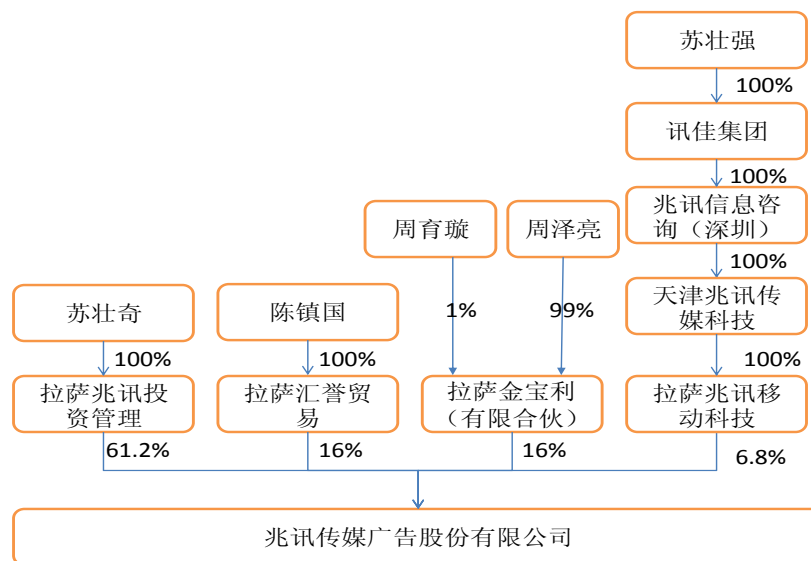 苏壮强
100%
讯佳集团
100%
兆讯信息咨
询（深圳）
周育璇
周泽亮
100%
苏壮奇
陈镇国
1%
99%
天津兆讯传
媒科技
100%
100%
100%
拉萨兆讯投
资管理
拉萨汇誉贸
易
拉萨金宝利
（有限合伙）
拉萨兆讯移
动科技
61.2%
16%
16%
6.8%
兆讯传媒广告股份有限公司